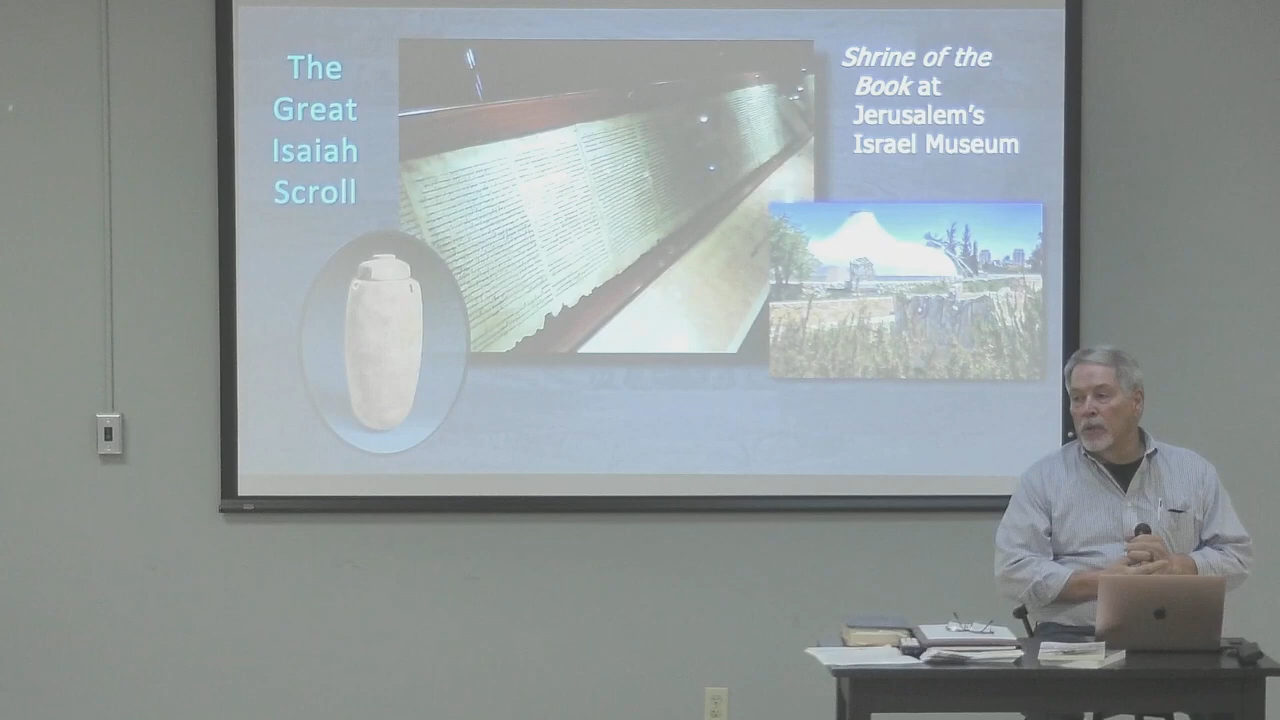 The
Great
Isaiah
Scroll
Shrine of the
Book at
Jerusalem's
Israel Museum